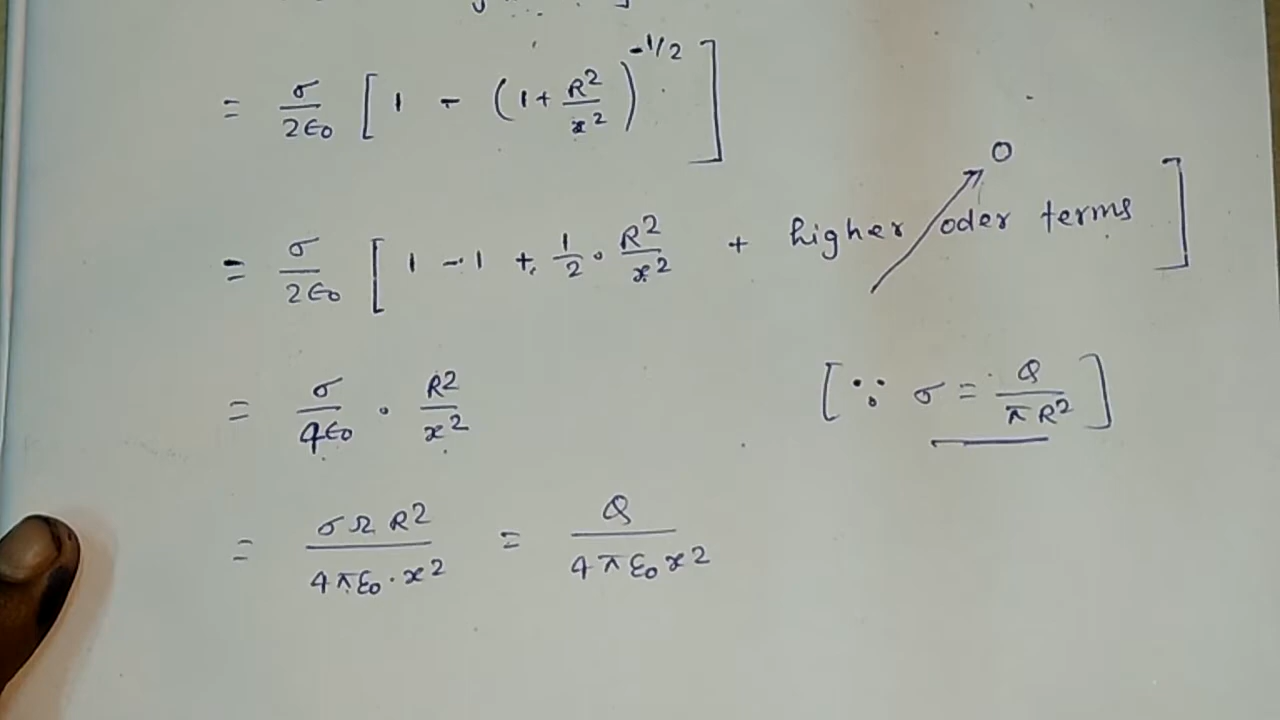 = σ/2ϵ₀ [ 1 - (1 + R²/x²)^-1/2 ]
= σ/2ϵ₀ [ 1 - 1 + 1/2 · R²/x² + higher oder terms ] 0
= σ/4ϵ₀ · R²/x² [ ∵ σ = Q/πR² ]
= σπR²/4πε₀·x² = Q/4πε₀x²